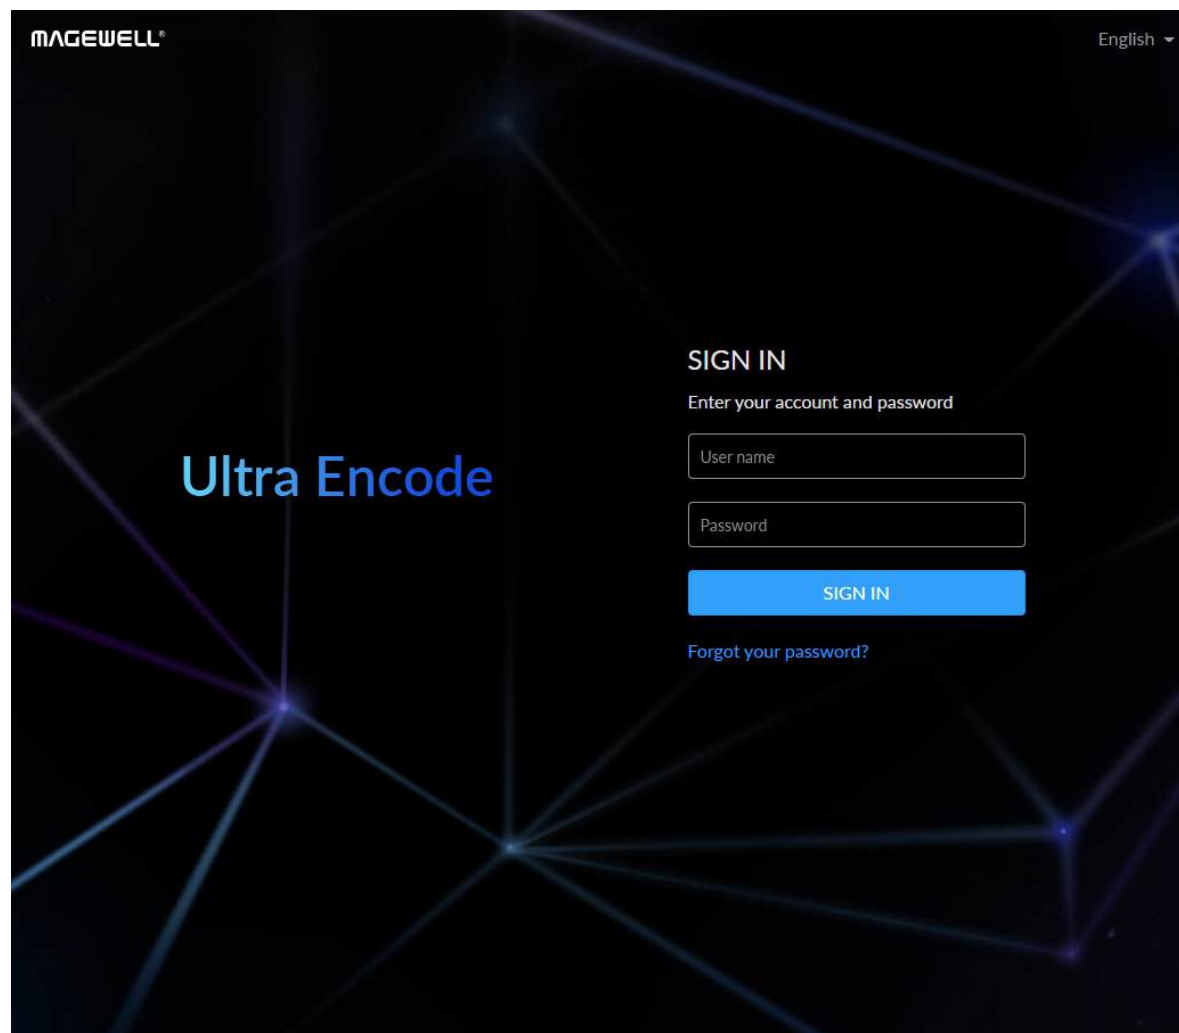 MAGEWELL®
English
SIGN IN
Enter your account and password
User name
Ultra Encode
Password
SIGN IN
Forgot your password?